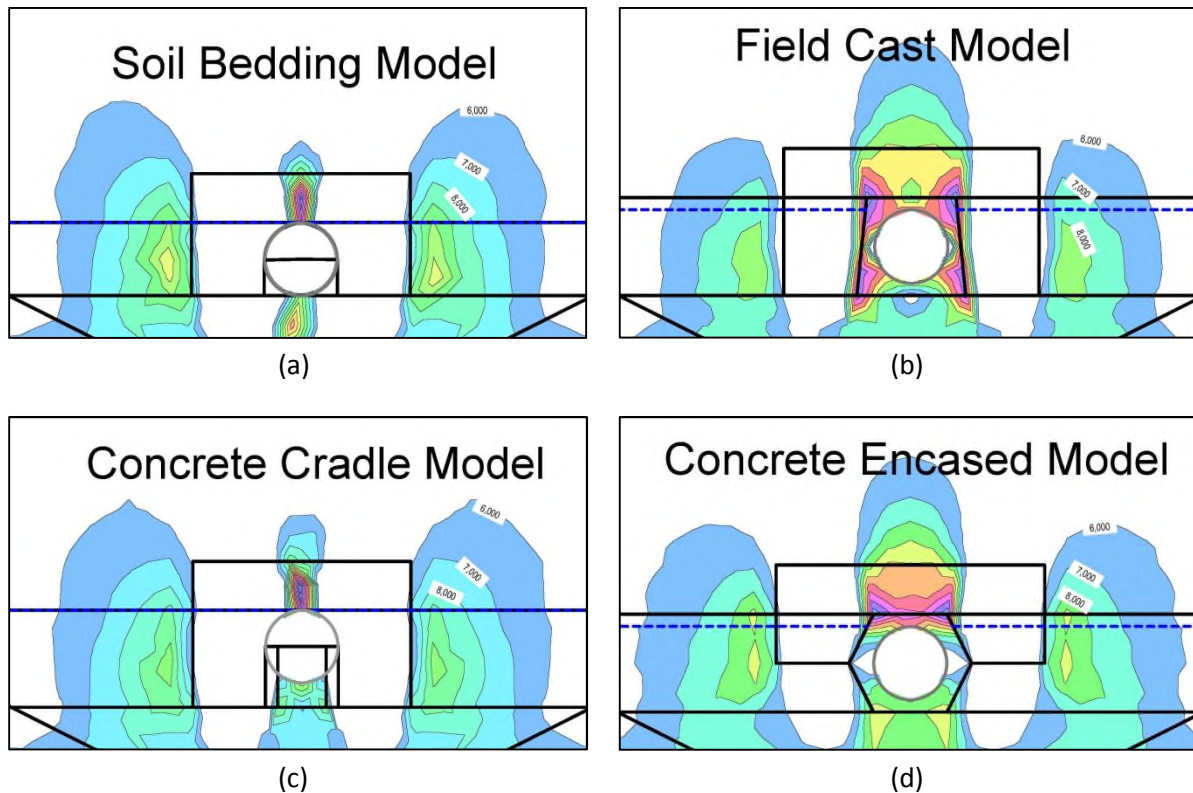 Soil Bedding Model
6,000
7,000
8,000
(a)
Field Cast Model
6,000
7,000
8,000
(b)
Concrete Cradle Model
6,000
7,000
8,000
(c)
Concrete Encased Model
6,000
7,000
8,000
(d)